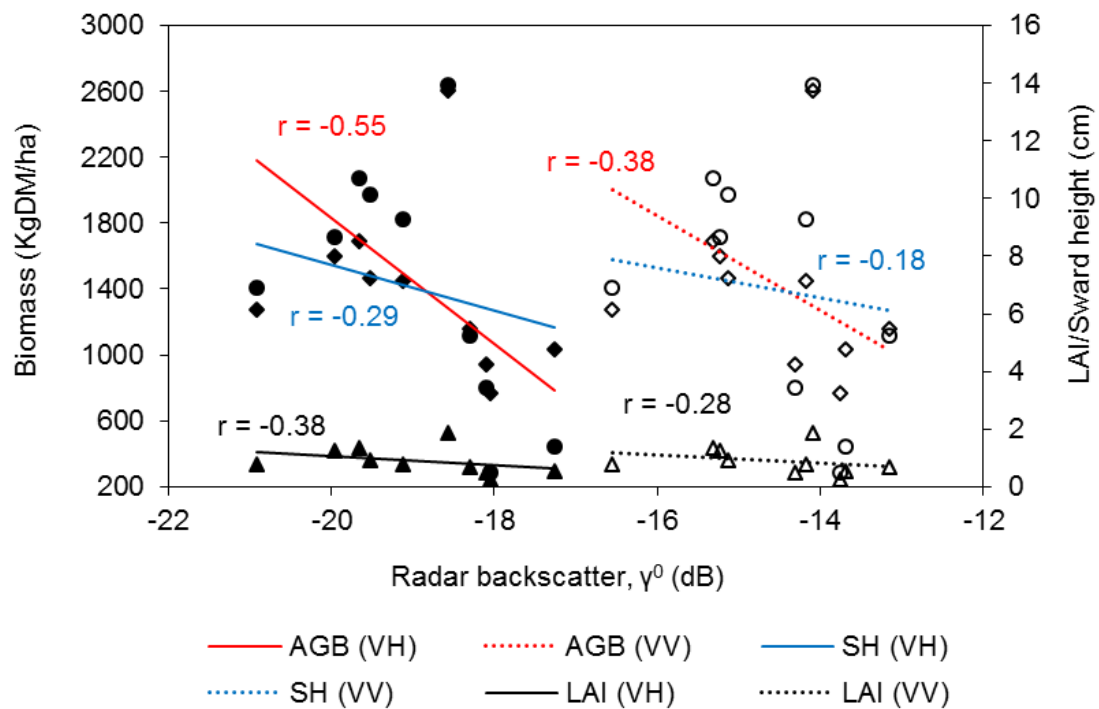 3000
2600
2200
1800
1400
1000
600
200
Biomass (KgDM/ha)
16
14
12
10
8
6
4
2
0
LAI/Sward height (cm)
r = -0.55
r = -0.38
r = -0.18
r = -0.29
r = -0.38
r = -0.28
-22 -20 -18 -16 -14 -12
Radar backscatter, γ⁰ (dB)
AGB (VH) AGB (VV) SH (VH)
SH (VV) LAI (VH) LAI (VV)